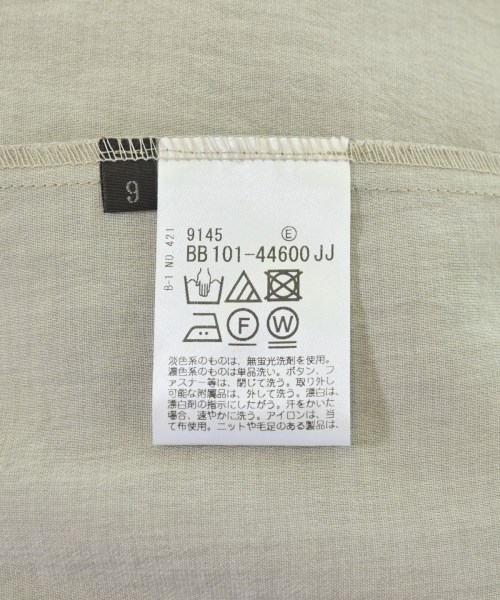 9
B-1 NO 421
9145 E
BB 101-44600 JJ
F W
淡色系のものは、無蛍光洗剤を使用。
濃色系のものは単品洗い。ボタン、フ
ァスナー等は、閉じて洗う。取り外し
可能な附属品は、外して洗う。漂白は、
漂白剤の指示にしたがう。汗をかいた
場合、速やかに洗う。アイロンは、当
て布使用。ニットや毛足のある製品は、